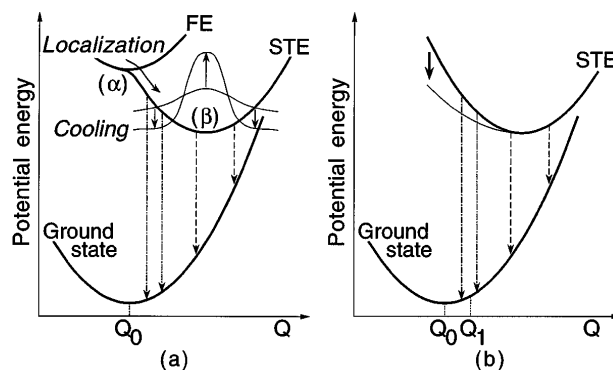 FE
Localization
(α)
STE
(β)
Cooling
Ground
state
Potential energy
Q₀
Q
(a)
STE
Ground
state
Potential energy
Q₀
Q₁
Q
(b)